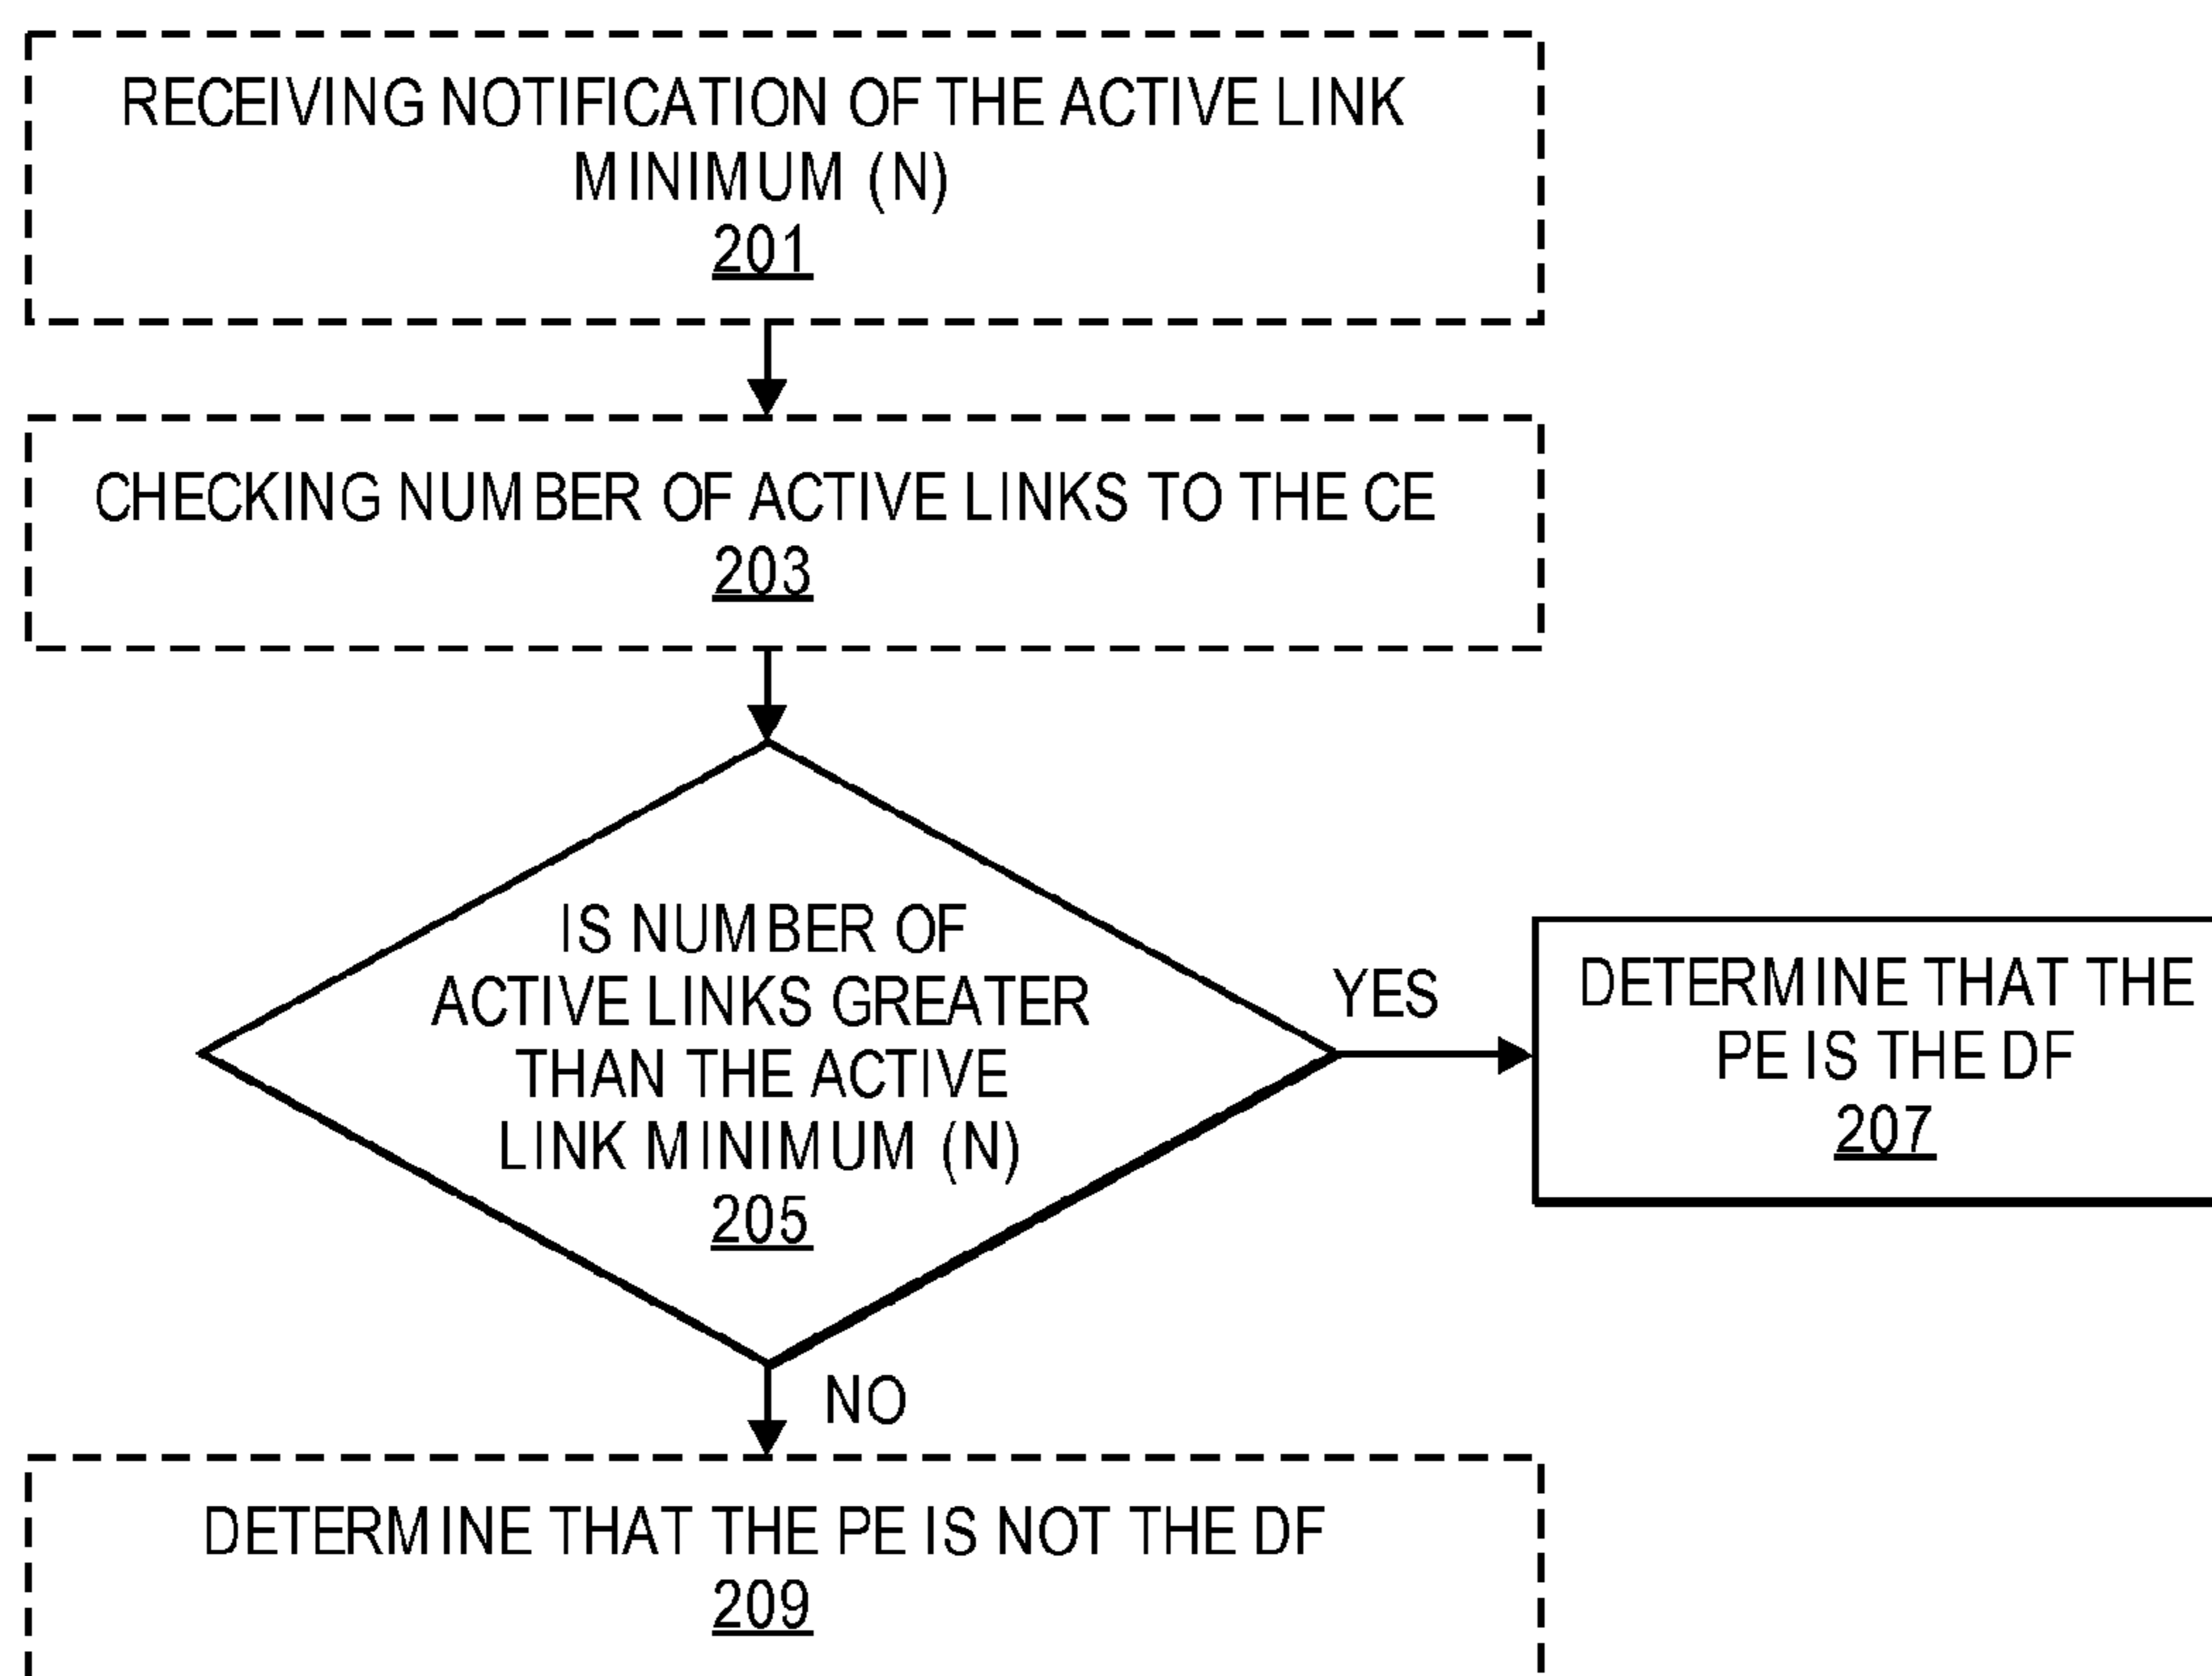 RECEIVING NOTIFICATION OF THE ACTIVE LINK
MINIMUM (N)
201
CHECKING NUMBER OF ACTIVE LINKS TO THE CE
203
IS NUMBER OF
ACTIVE LINKS GREATER
THAN THE ACTIVE
LINK MINIMUM (N)
205
YES
DETERMINE THAT THE
PE IS THE DF
207
NO
DETERMINE THAT THE PE IS NOT THE DF
209